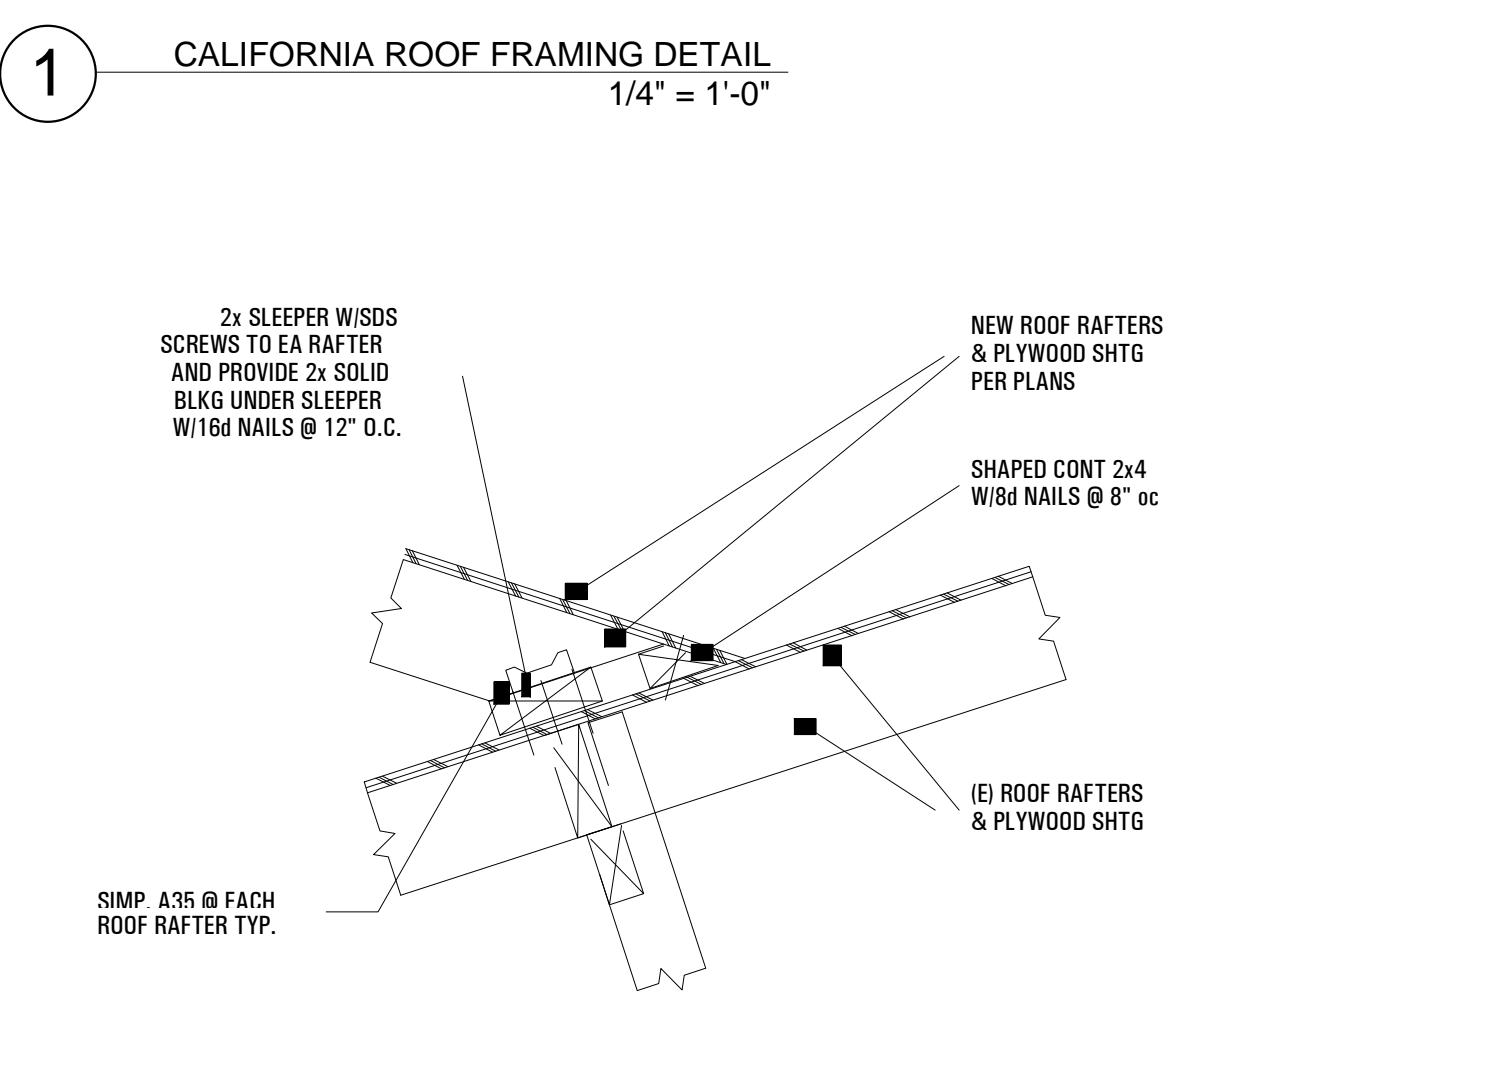 1
CALIFORNIA ROOF FRAMING DETAIL
1/4" = 1'-0"
2x SLEEPER W/SDS
SCREWS TO EA RAFTER
AND PROVIDE 2x SOLID
BLKG UNDER SLEEPER
W/16d NAILS @ 12" O.C.
NEW ROOF RAFTERS
& PLYWOOD SHTG
PER PLANS
SHAPED CONT 2x4
W/8d NAILS @ 8" oc
(E) ROOF RAFTERS
& PLYWOOD SHTG
SIMP. A35 @ EACH
ROOF RAFTER TYP.